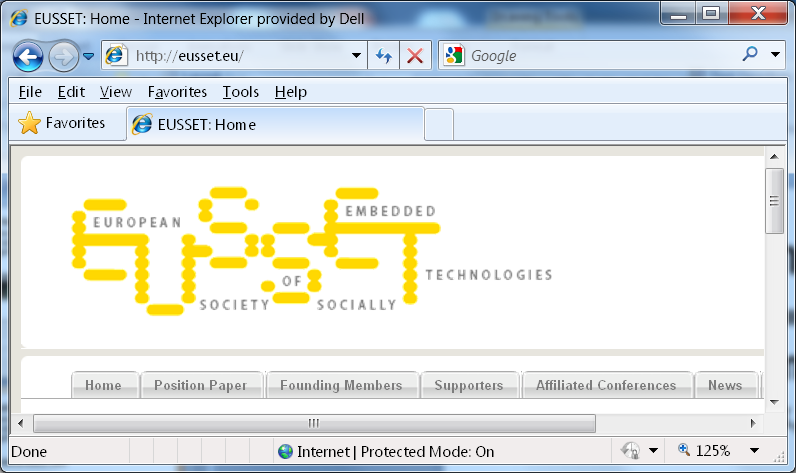 EUSSET: Home - Internet Explorer provided by Dell
http://eusset.eu/
Google
File Edit View Favorites Tools Help
Favorites
EUSSET: Home
EUROPEAN
EMBEDDED
EUSSET
OF
TECHNOLOGIES
SOCIETY
SOCIALLY
Home Position Paper Founding Members Supporters Affiliated Conferences News
Done
Internet | Protected Mode: On
125%